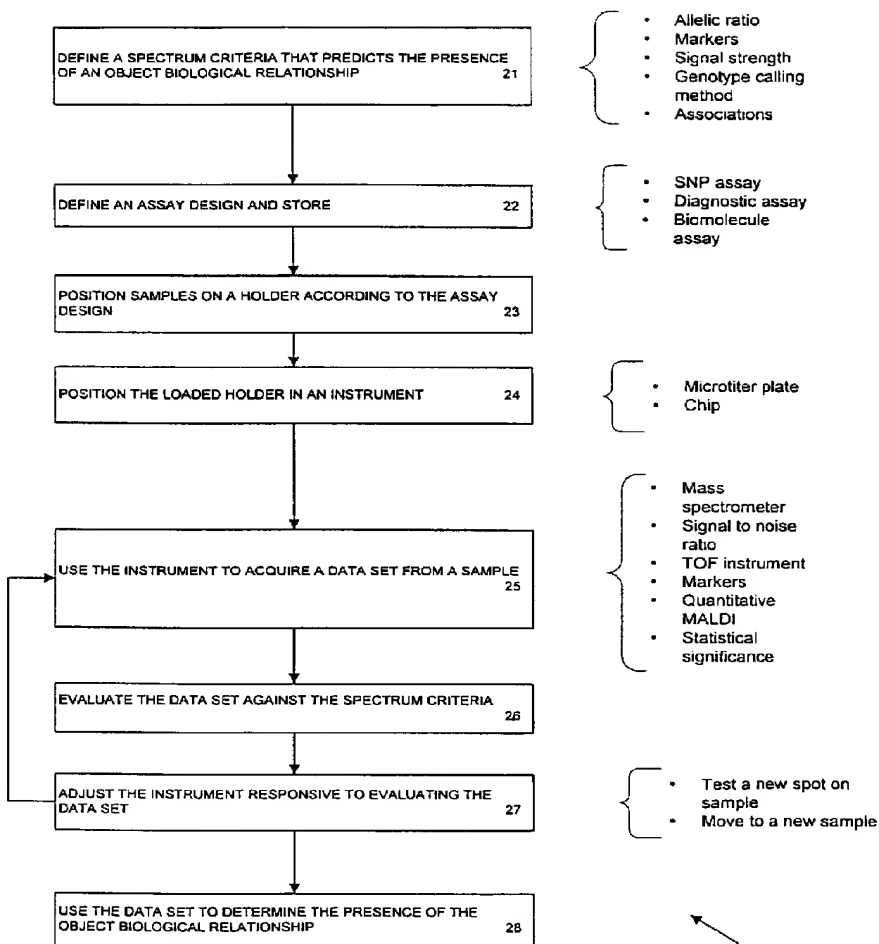 DEFINE A SPECTRUM CRITERIA THAT PREDICTS THE PRESENCE
OF AN OBJECT BIOLOGICAL RELATIONSHIP 21
• Allelic ratio
• Markers
• Signal strength
• Genotype calling
method
• Associations
DEFINE AN ASSAY DESIGN AND STORE 22
• SNP assay
• Diagnostic assay
• Biomolecule
assay
POSITION SAMPLES ON A HOLDER ACCORDING TO THE ASSAY
DESIGN 23
POSITION THE LOADED HOLDER IN AN INSTRUMENT 24
• Microtiter plate
• Chip
USE THE INSTRUMENT TO ACQUIRE A DATA SET FROM A SAMPLE
25
• Mass
spectrometer
• Signal to noise
ratio
• TOF instrument
• Markers
• Quantitative
MALDI
• Statistical
significance
EVALUATE THE DATA SET AGAINST THE SPECTRUM CRITERIA
26
ADJUST THE INSTRUMENT RESPONSIVE TO EVALUATING THE
DATA SET 27
• Test a new spot on
sample
• Move to a new sample
USE THE DATA SET TO DETERMINE THE PRESENCE OF THE
OBJECT BIOLOGICAL RELATIONSHIP 28